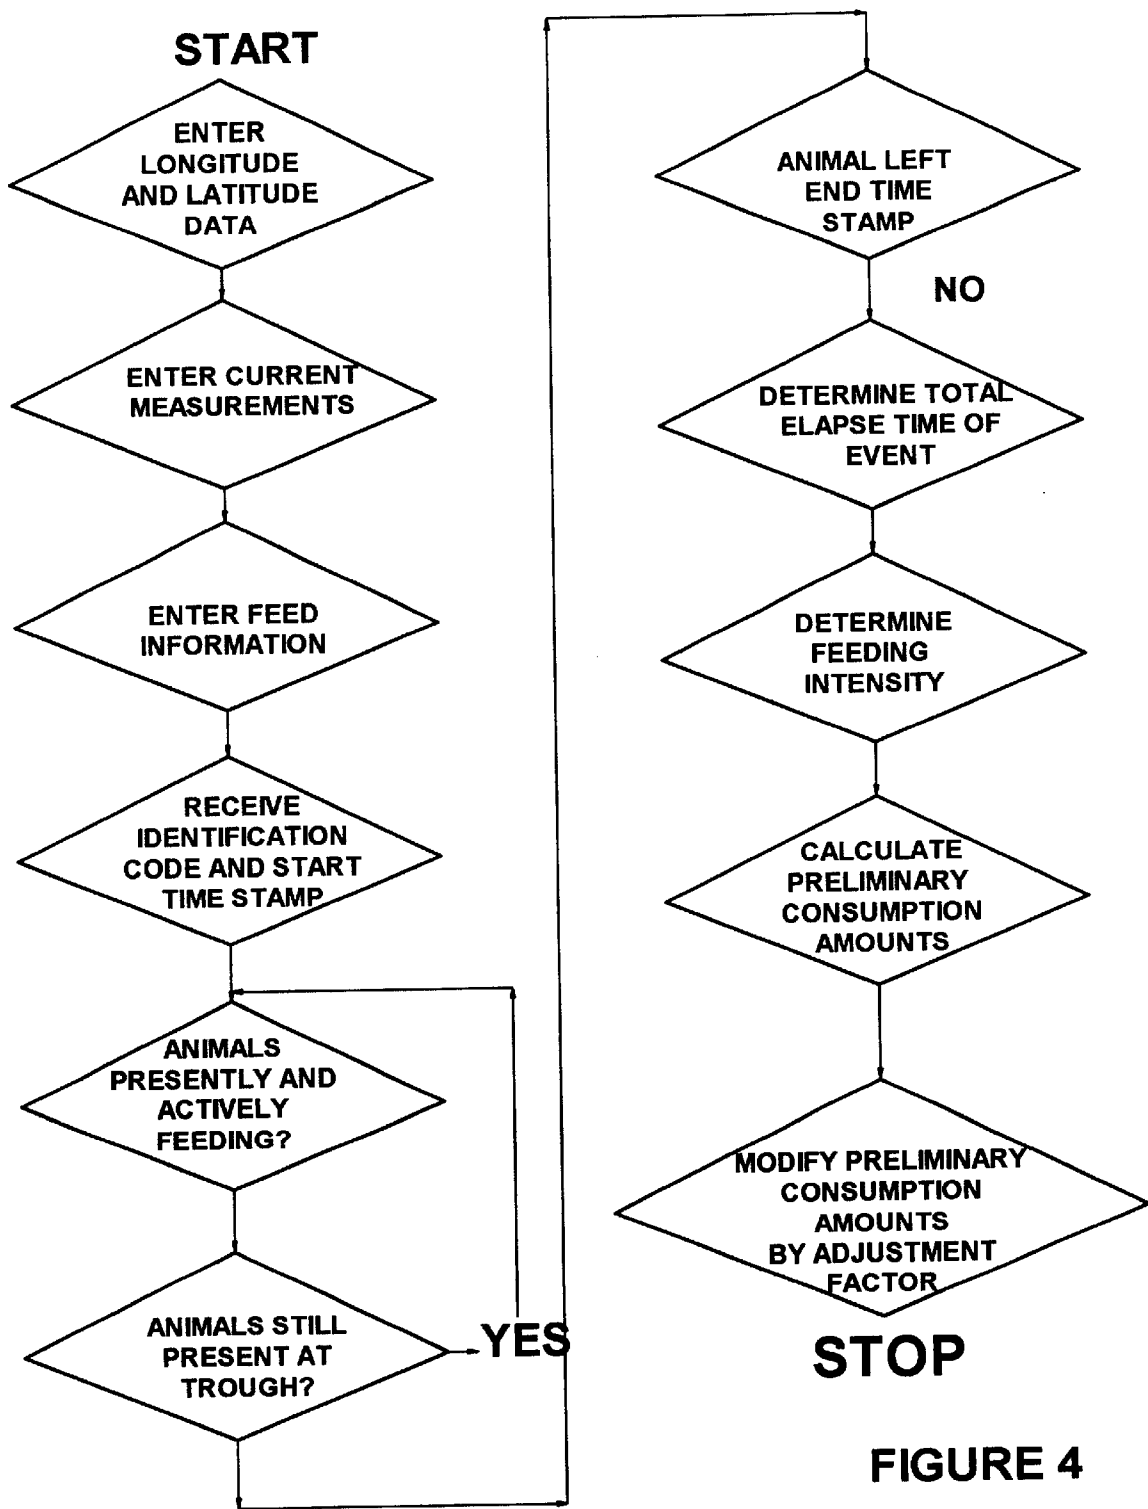 START
ENTER
LONGITUDE
AND LATITUDE
DATA
ENTER CURRENT
MEASUREMENTS
ENTER FEED
INFORMATION
RECEIVE
IDENTIFICATION
CODE AND START
TIME STAMP
ANIMALS
PRESENTLY AND
ACTIVELY
FEEDING?
ANIMALS STILL
PRESENT AT
TROUGH?
YES
ANIMAL LEFT
END TIME
STAMP
NO
DETERMINE TOTAL
ELAPSE TIME OF
EVENT
DETERMINE
FEEDING
INTENSITY
CALCULATE
PRELIMINARY
CONSUMPTION
AMOUNTS
MODIFY PRELIMINARY
CONSUMPTION
AMOUNTS
BY ADJUSTMENT
FACTOR
STOP
FIGURE 4